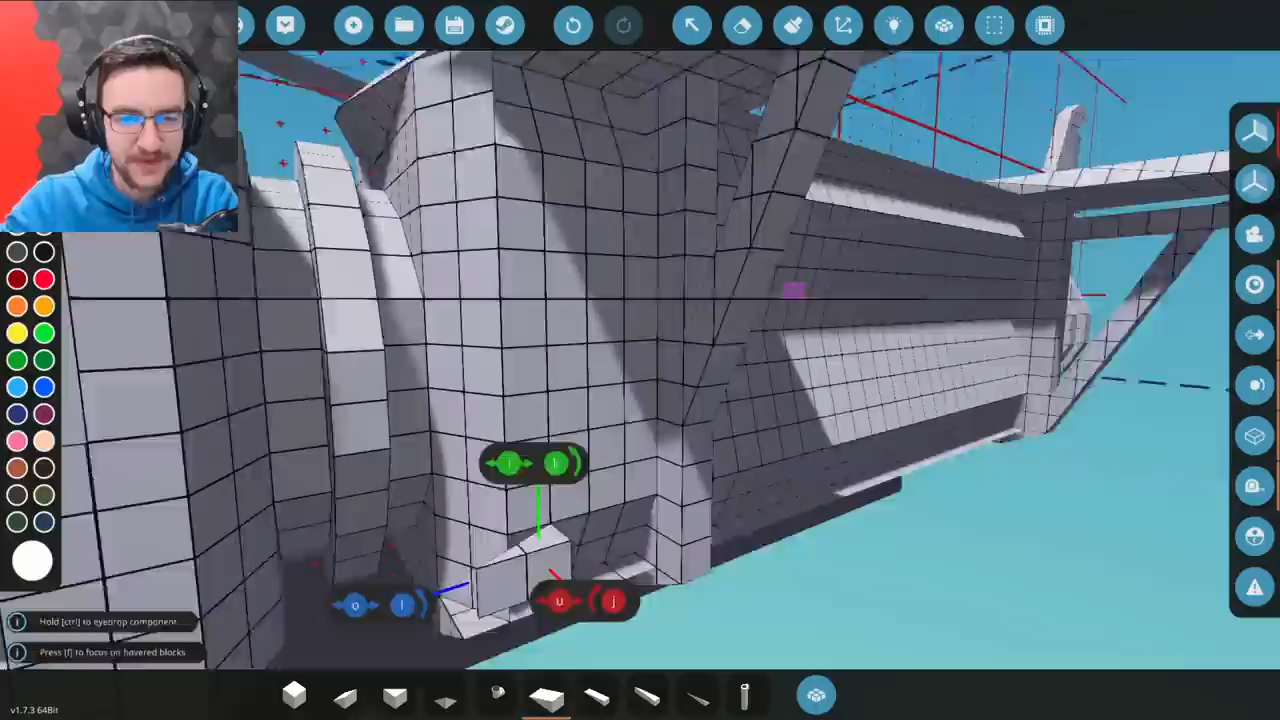 i k
o l
u j
Hold [ctrl] to eyedrop component
Press [f] to focus on hovered blocks
v1.7.3 64Bit